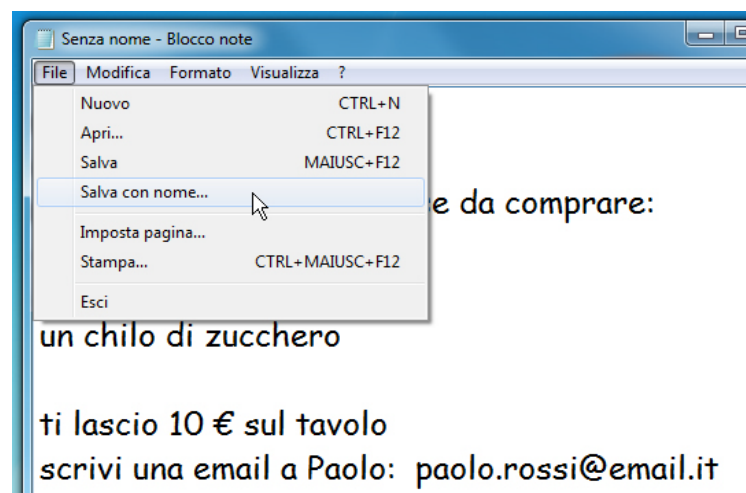 Senza nome - Blocco note
File Modifica Formato Visualizza ?
Nuovo CTRL+N
Apri... CTRL+F12
Salva MAIUSC+F12
Salva con nome...
e da comprare:
Imposta pagina...
Stampa... CTRL+MAIUSC+F12
Esci
un chilo di zucchero
ti lascio 10 € sul tavolo
scrivi una email a Paolo: paolo.rossi@email.it